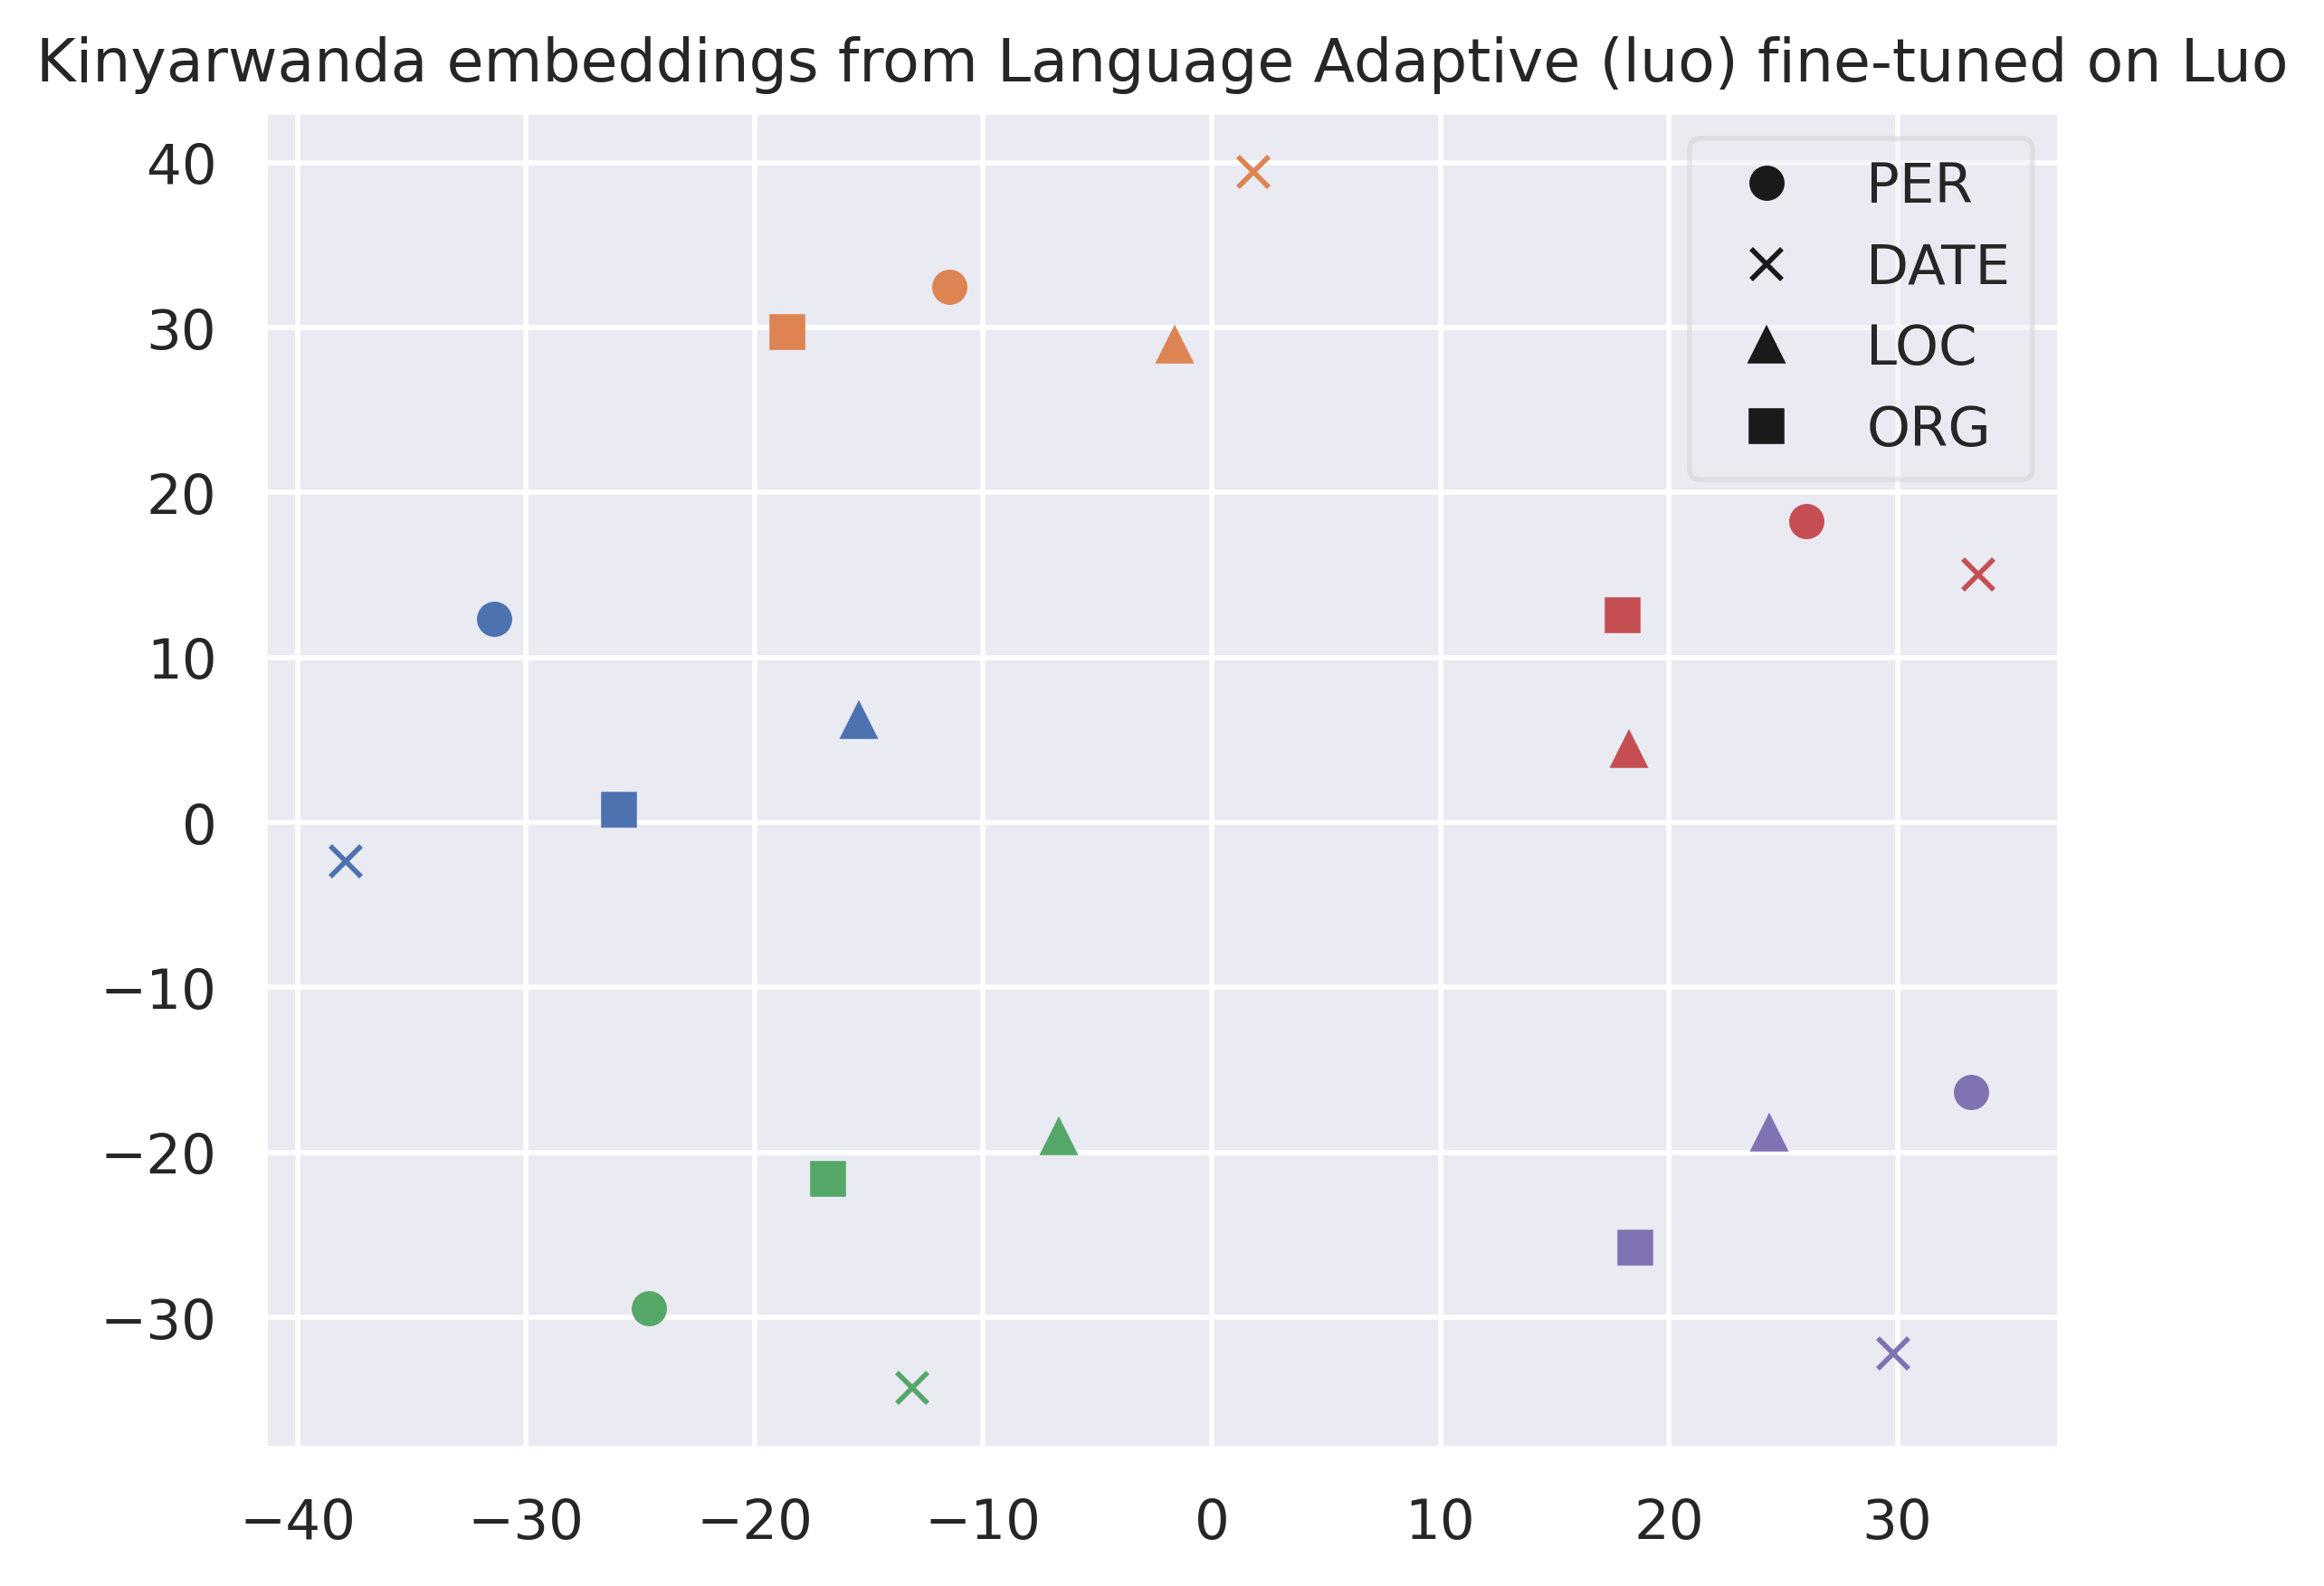 Kinyarwanda embeddings from Language Adaptive (luo) fine-tuned on Luo
40
30
20
10
0
−10
−20
−30
PER
DATE
LOC
ORG
−40 −30 −20 −10 0 10 20 30